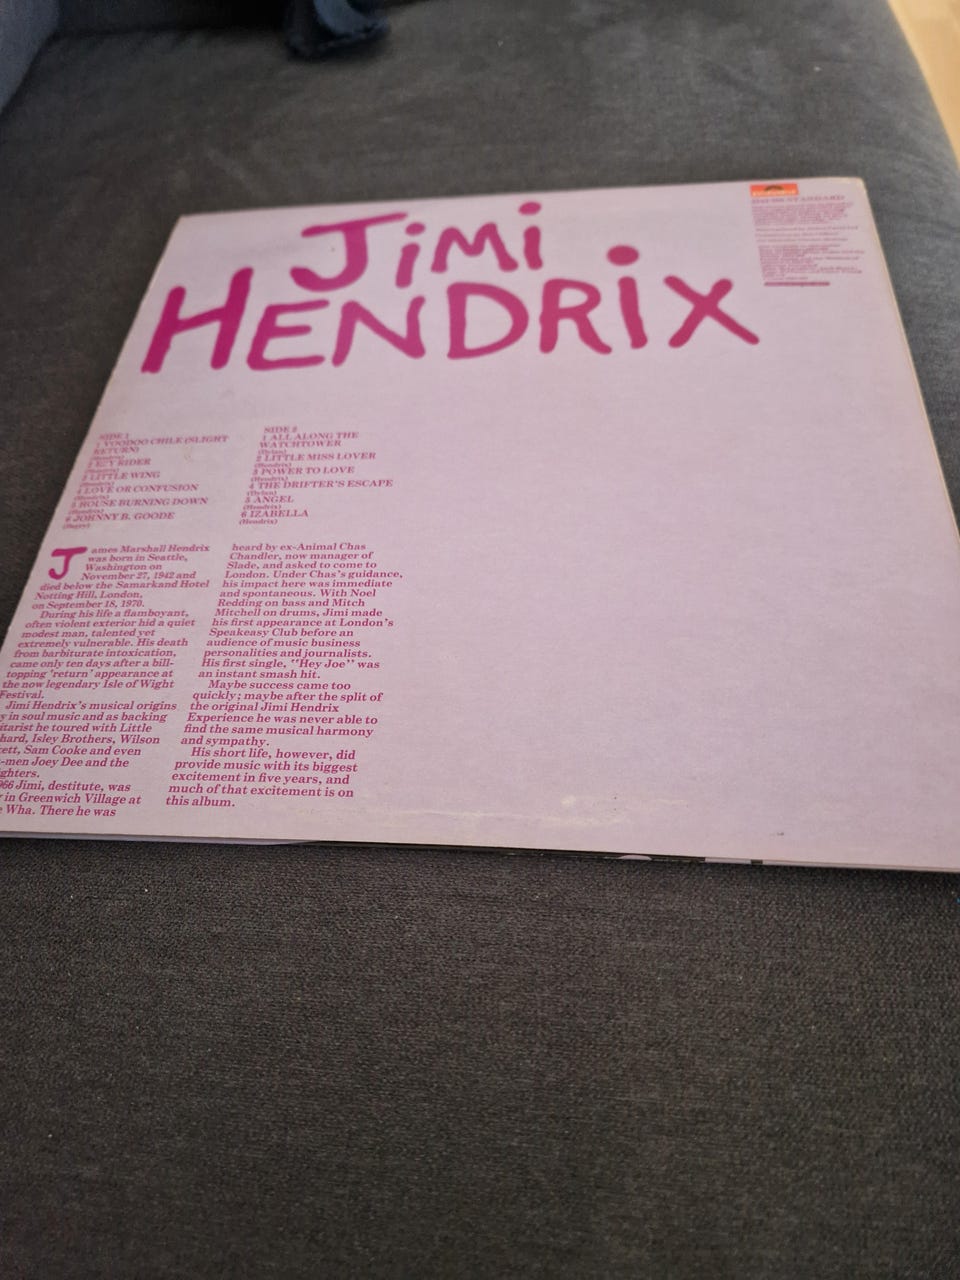 JiMi
HENDRiX
STANDARD
SIDE 1
1 VOODOO CHILE (SLIGHT
RETURN)
(Hendrix)
RIDER
3 LITTLE WING
(Hendrix)
4 LOVE OR CONFUSION
(Hendrix)
5 HOUSE BURNING DOWN
(Hendrix)
6 JOHNNY B. GOODE
(Berry)
SIDE 2
1 ALL ALONG THE
WATCHTOWER
(Dylan)
2 LITTLE MISS LOVER
(Hendrix)
3 POWER TO LOVE
(Hendrix)
4 THE DRIFTER'S ESCAPE
(Dylan)
5 ANGEL
(Hendrix)
6 IZABELLA
(Hendrix)
James Marshall Hendrix
was born in Seattle,
Washington on
November 27, 1942 and
died below the Samarkand Hotel
Notting Hill, London,
on September 18, 1970.
During his life a flamboyant,
often violent exterior hid a quiet
modest man, talented yet
extremely vulnerable. His death
from barbiturate intoxication,
came only ten days after a bill-
topping 'return' appearance at
the now legendary Isle of Wight
Festival.
Jimi Hendrix's musical origins
y in soul music and as backing
itarist he toured with Little
hard, Isley Brothers, Wilson
kett, Sam Cooke and even
-men Joey Dee and the
ghters.
966 Jimi, destitute, was
in Greenwich Village at
Wha. There he was
heard by ex-Animal Chas
Chandler, now manager of
Slade, and asked to come to
London. Under Chas's guidance,
his impact here was immediate
and spontaneous. With Noel
Redding on bass and Mitch
Mitchell on drums, Jimi made
his first appearance at London's
Speakeasy Club before an
audience of music business
personalities and journalists.
His first single, "Hey Joe" was
an instant smash hit.
Maybe success came too
quickly; maybe after the split of
the original Jimi Hendrix
Experience he was never able to
find the same musical harmony
and sympathy.
His short life, however, did
provide music with its biggest
excitement in five years, and
much of that excitement is on
this album.